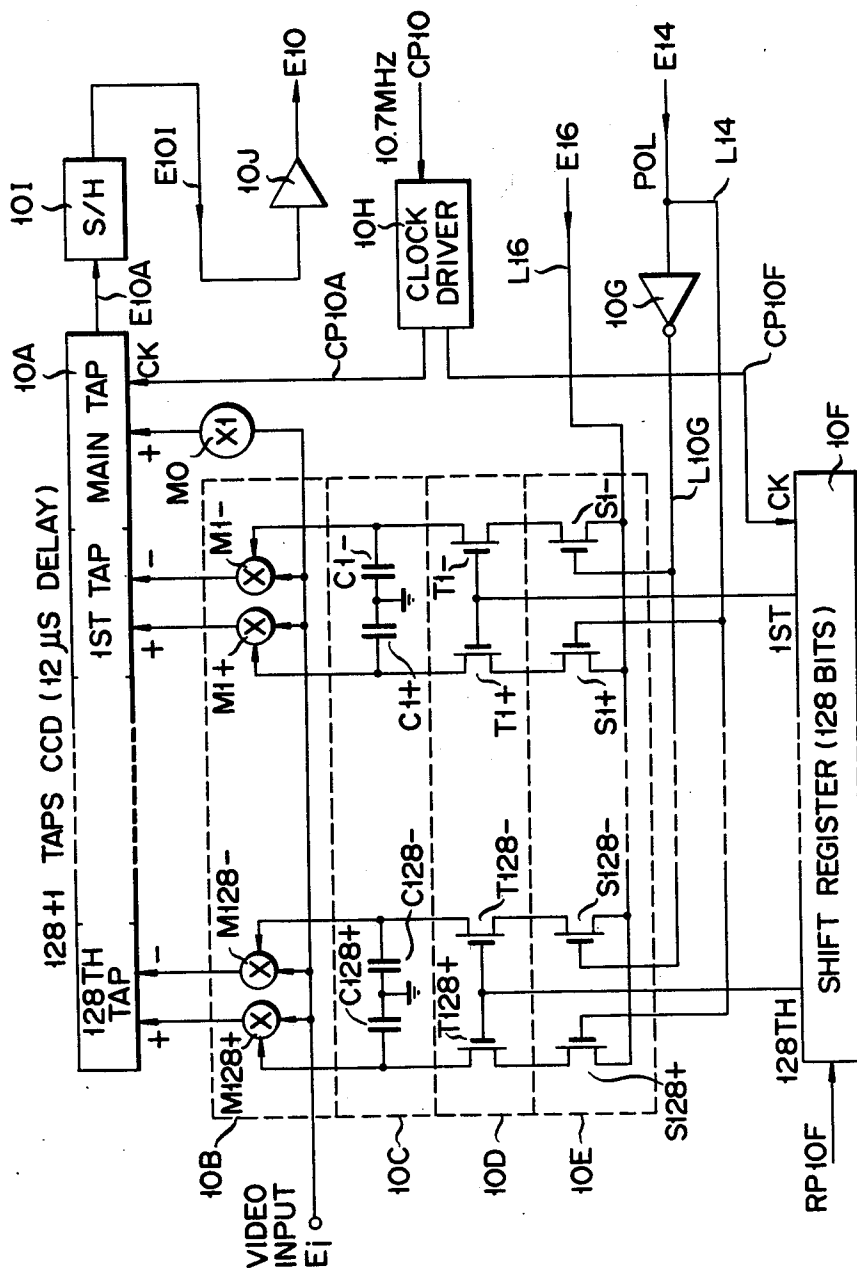 128+1 TAPS CCD (12 μS DELAY)
10A
10I
S/H
E10I
E10A
10J
E10
128TH
TAP
1ST TAP
MAIN TAP
+
-
+
-
+
CK
M128+
M128-
M1+
M1-
M0
X1
X
X
X
X
CP10A
10H
CLOCK
DRIVER
10.7MHz
CP10
10B
VIDEO
INPUT
Ei
C128+
C128-
C1+
C1-
10C
T128+
T128-
T1+
T1-
10D
S128+
S128-
S1+
S1-
10E
L16
E16
10G
POL
E14
L14
L10G
CP10F
128TH
1ST
CK
10F
SHIFT REGISTER (128 BITS)
RP10F